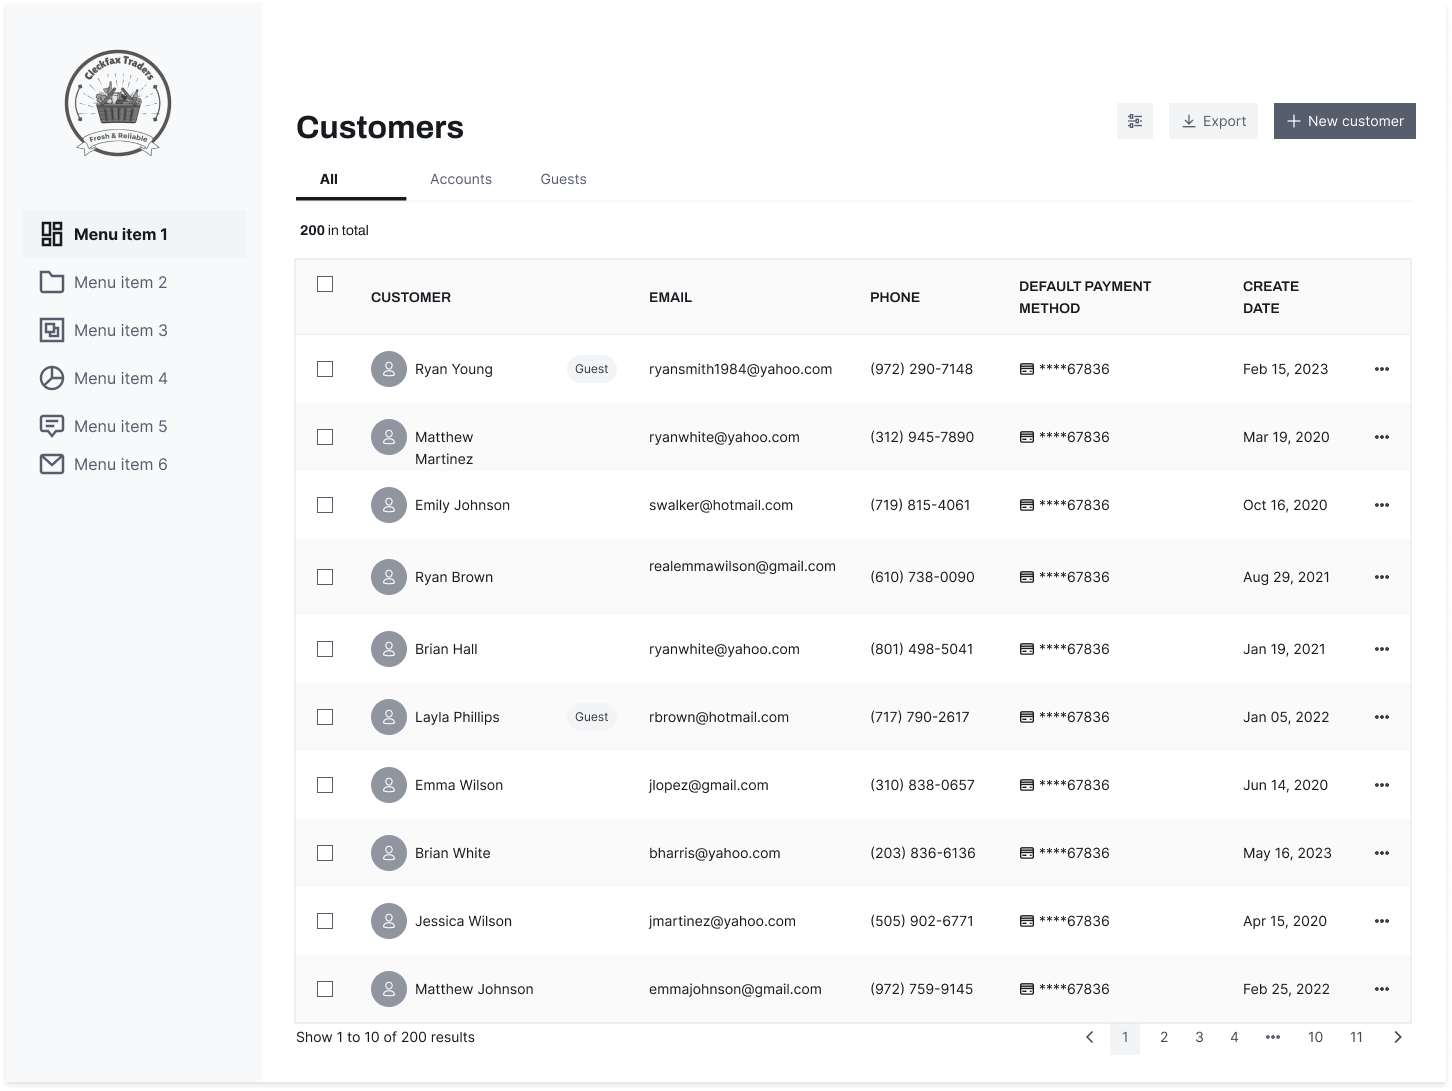 Cleckfax Traders
Fresh & Reliable
Menu item 1
Menu item 2
Menu item 3
Menu item 4
Menu item 5
Menu item 6
Customers
Export
New customer
All Accounts Guests
200 in total
CUSTOMER EMAIL PHONE DEFAULT PAYMENT METHOD CREATE DATE
Ryan Young Guest ryansmith1984@yahoo.com (972) 290-7148 ****67836 Feb 15, 2023
Matthew Martinez ryanwhite@yahoo.com (312) 945-7890 ****67836 Mar 19, 2020
Emily Johnson swalker@hotmail.com (719) 815-4061 ****67836 Oct 16, 2020
Ryan Brown realemmawilson@gmail.com (610) 738-0090 ****67836 Aug 29, 2021
Brian Hall ryanwhite@yahoo.com (801) 498-5041 ****67836 Jan 19, 2021
Layla Phillips Guest rbrown@hotmail.com (717) 790-2617 ****67836 Jan 05, 2022
Emma Wilson jlopez@gmail.com (310) 838-0657 ****67836 Jun 14, 2020
Brian White bharris@yahoo.com (203) 836-6136 ****67836 May 16, 2023
Jessica Wilson jmartinez@yahoo.com (505) 902-6771 ****67836 Apr 15, 2020
Matthew Johnson emmajohnson@gmail.com (972) 759-9145 ****67836 Feb 25, 2022
Show 1 to 10 of 200 results
1 2 3 4 ••• 10 11